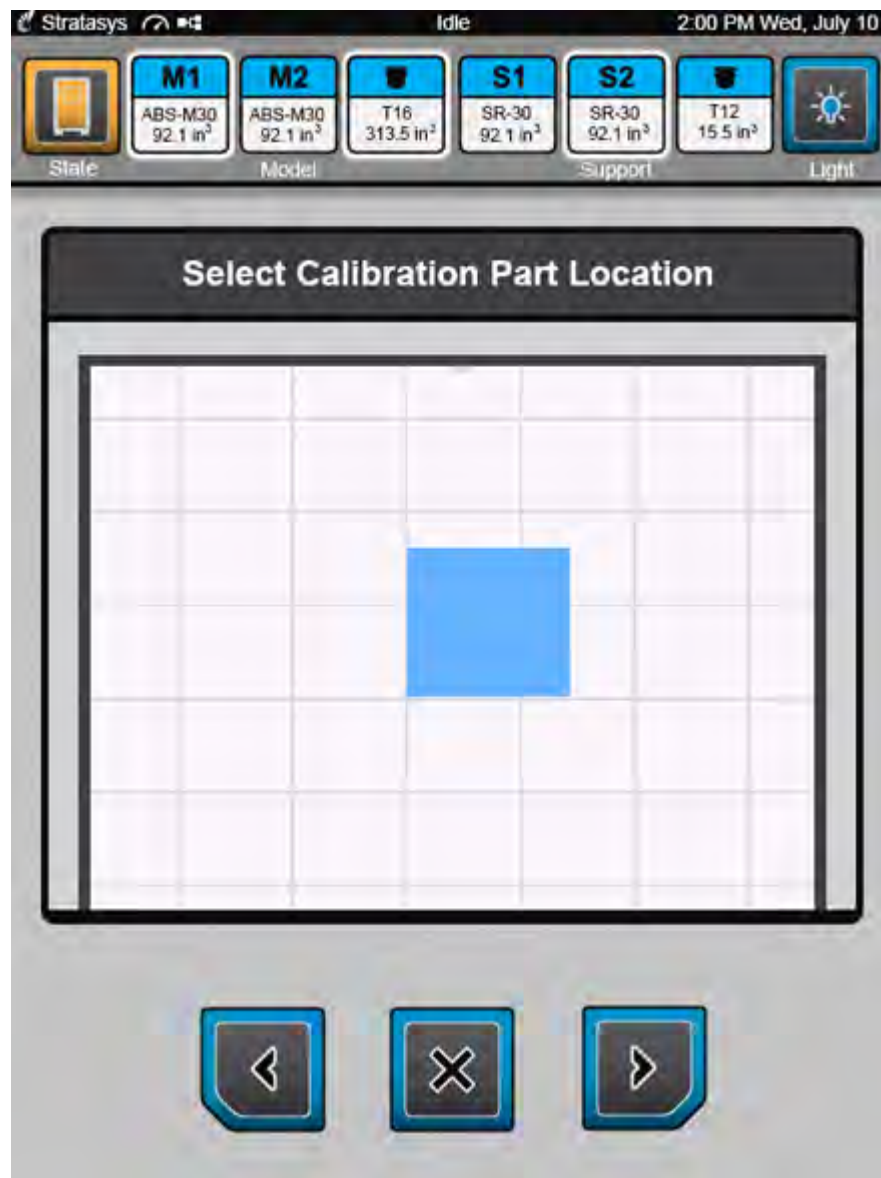 Stratasys Idle 2:00 PM Wed, July 10
M1 M2 S1 S2
ABS-M30 ABS-M30 T16 SR-30 SR-30 T12
92.1 in³ 92.1 in³ 313.5 in³ 92.1 in³ 92.1 in³ 15.5 in³
State Model Support Light
Select Calibration Part Location